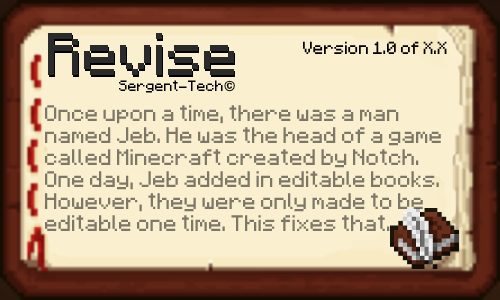 Revise
Version 1.0 of X.X
Sergent-Tech©
Once upon a time, there was a man
named Jeb. He was the head of a game
called Minecraft created by Notch.
One day, Jeb added in editable books.
However, they were only made to be
editable one time. This fixes that.